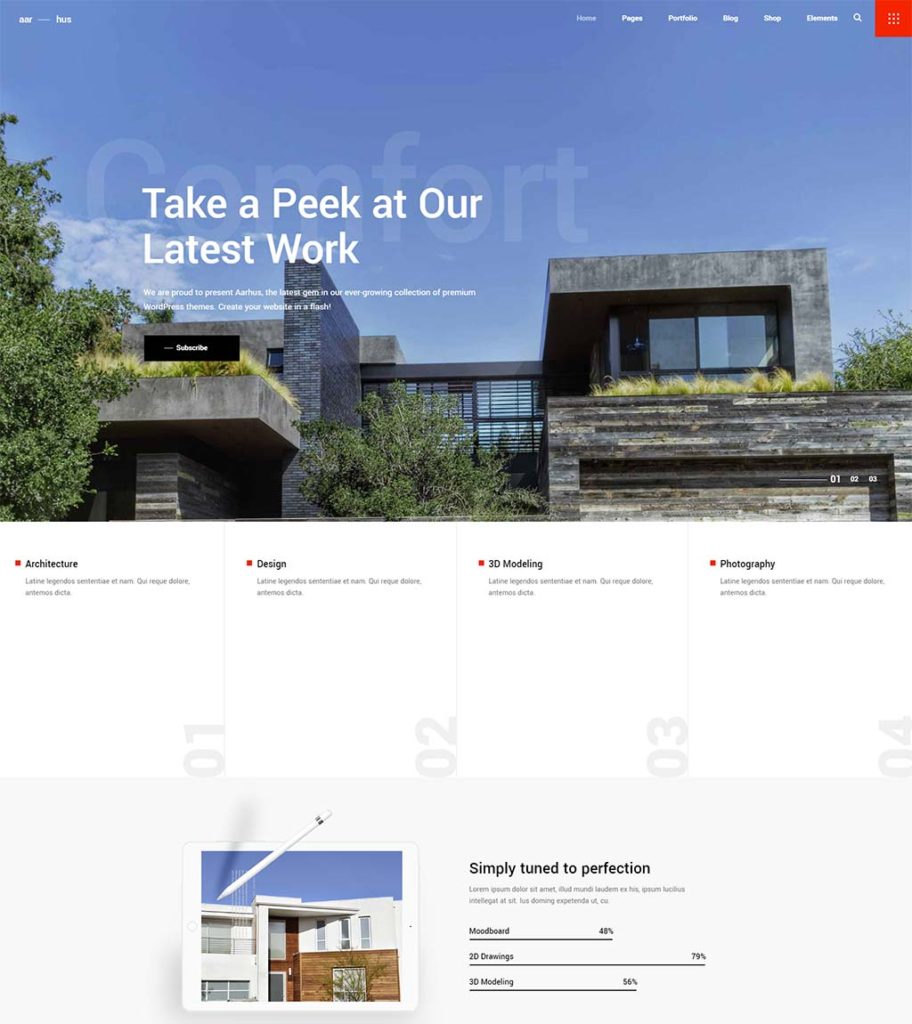 aar — hus
Home Pages Portfolio Blog Shop Elements
Comfort
Take a Peek at Our
Latest Work
We are proud to present Aarhus, the latest gem in our ever-growing collection of premium
WordPress themes. Create your website in a flash!
— Subscribe
01 02 03
Architecture
Latine legendos sententiae et nam. Qui reque dolore,
antemos dicta.
01
Design
Latine legendos sententiae et nam. Qui reque dolore,
antemos dicta.
02
3D Modeling
Latine legendos sententiae et nam. Qui reque dolore,
antemos dicta.
03
Photography
Latine legendos sententiae et nam. Qui reque dolore,
antemos dicta.
04
Simply tuned to perfection
Lorem ipsum dolor sit amet, illud mundi laudem ex his, ipsum lucilius
intellegat at sit. Ius doming expetenda ut, cu.
Moodboard 48%
2D Drawings 79%
3D Modeling 56%